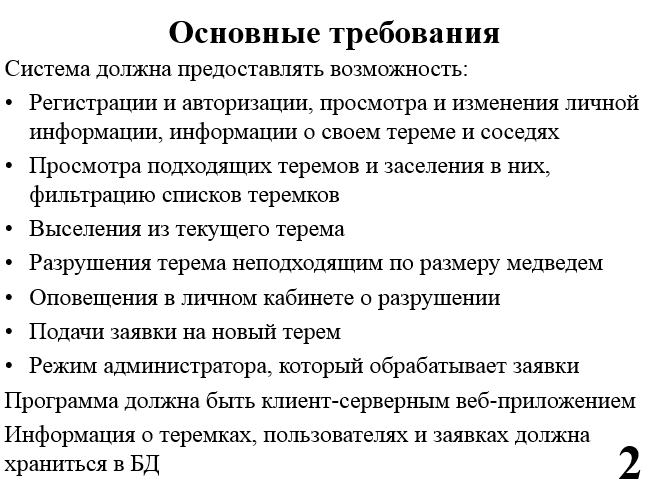 Основные требования
Система должна предоставлять возможность:
• Регистрации и авторизации, просмотра и изменения личной
информации, информации о своем тереме и соседях
• Просмотра подходящих теремов и заселения в них,
фильтрацию списков теремков
• Выселения из текущего терема
• Разрушения терема неподходящим по размеру медведем
• Оповещения в личном кабинете о разрушении
• Подачи заявки на новый терем
• Режим администратора, который обрабатывает заявки
Программа должна быть клиент-серверным веб-приложением
Информация о теремках, пользователях и заявках должна
храниться в БД
2